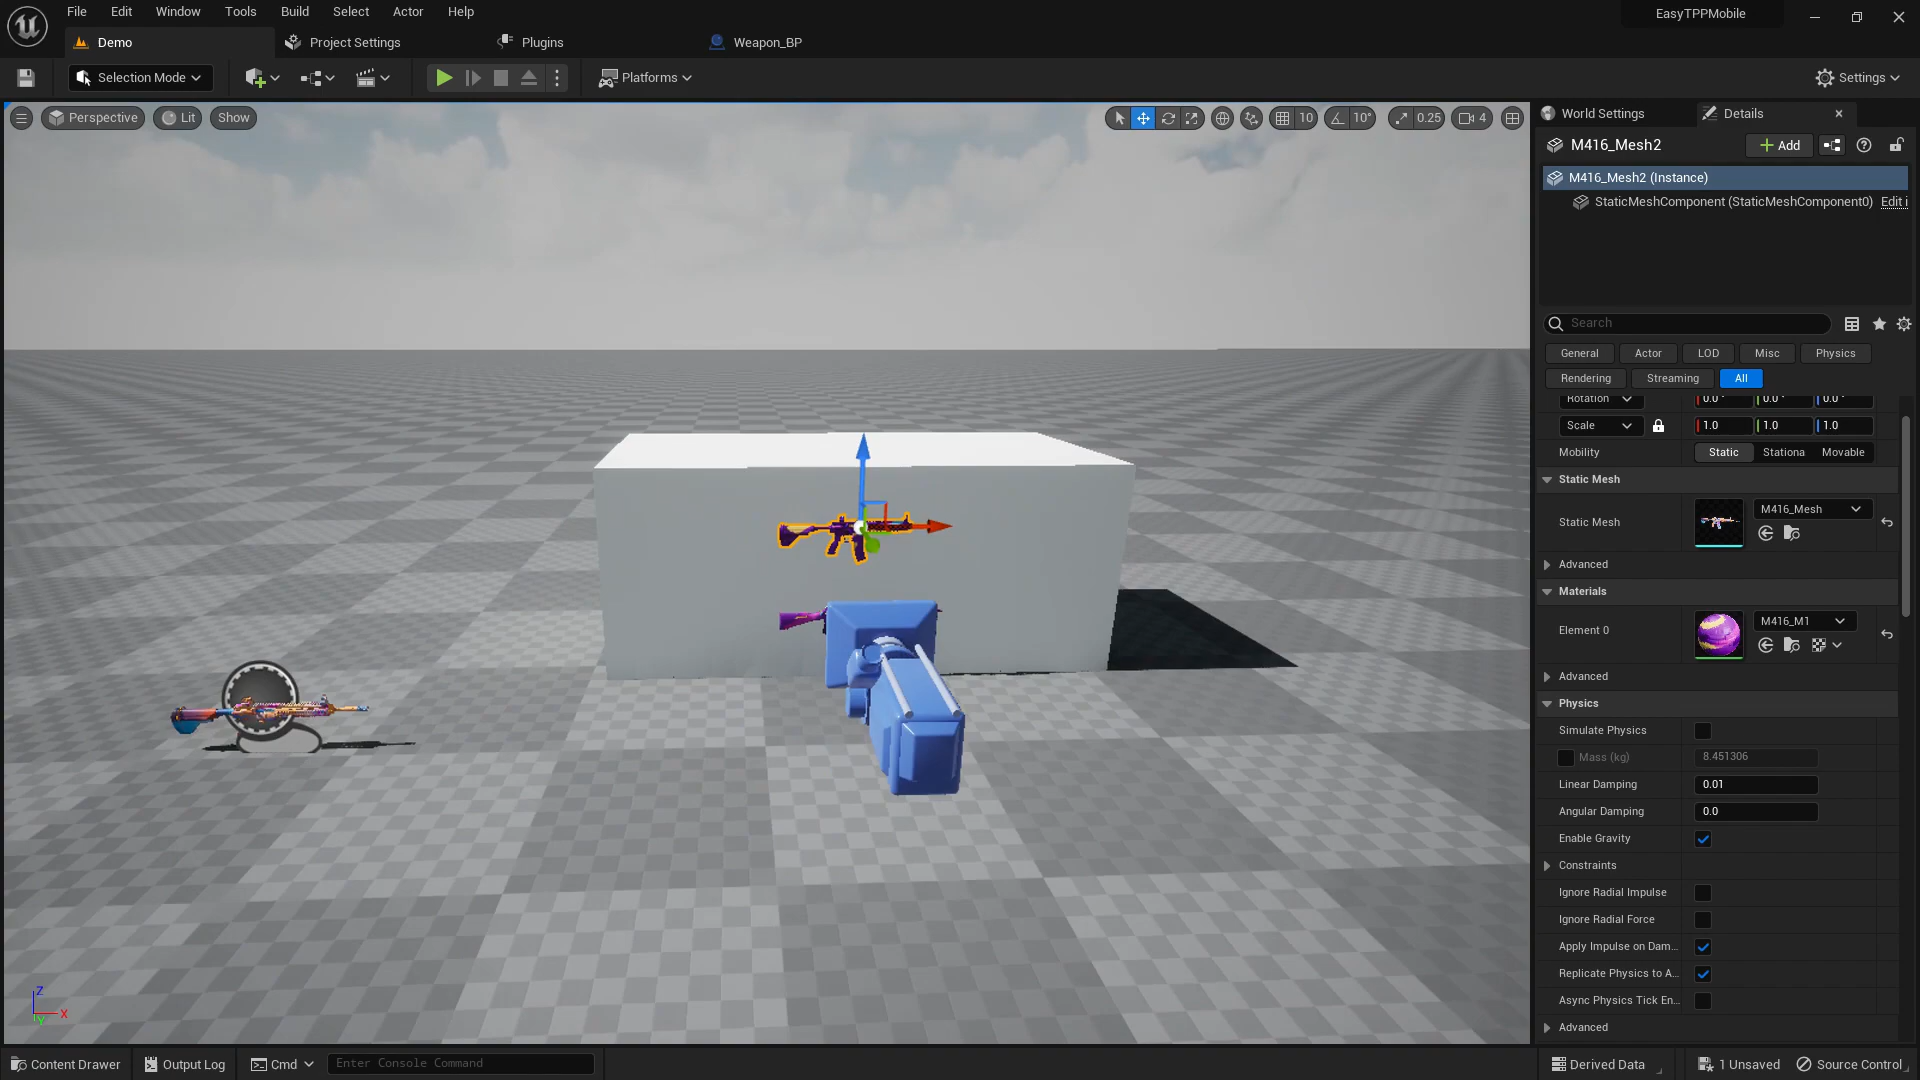 File Edit Window Tools Build Select Actor Help
EasyTPPMobile
Demo Project Settings Plugins Weapon_BP
Selection Mode Platforms Settings
Perspective Lit Show 10 10° 0.25 4
World Settings Details
M416_Mesh2 Add
M416_Mesh2 (Instance)
StaticMeshComponent (StaticMeshComponent0) Edit i
Search
General Actor LOD Misc Physics
Rendering Streaming All
Rotation 0.0 ° 0.0 ° 0.0 °
Scale 1.0 1.0 1.0
Mobility Static Stationa Movable
Static Mesh
Static Mesh M416_Mesh
Advanced
Materials
Element 0 M416_M1
Advanced
Physics
Simulate Physics
Mass (kg) 8.451306
Linear Damping 0.01
Angular Damping 0.0
Enable Gravity
Constraints
Ignore Radial Impulse
Ignore Radial Force
Apply Impulse on Dam...
Replicate Physics to A...
Async Physics Tick En...
Advanced
Z
X
Y
Content Drawer Output Log Cmd Enter Console Command Derived Data 1 Unsaved Source Control